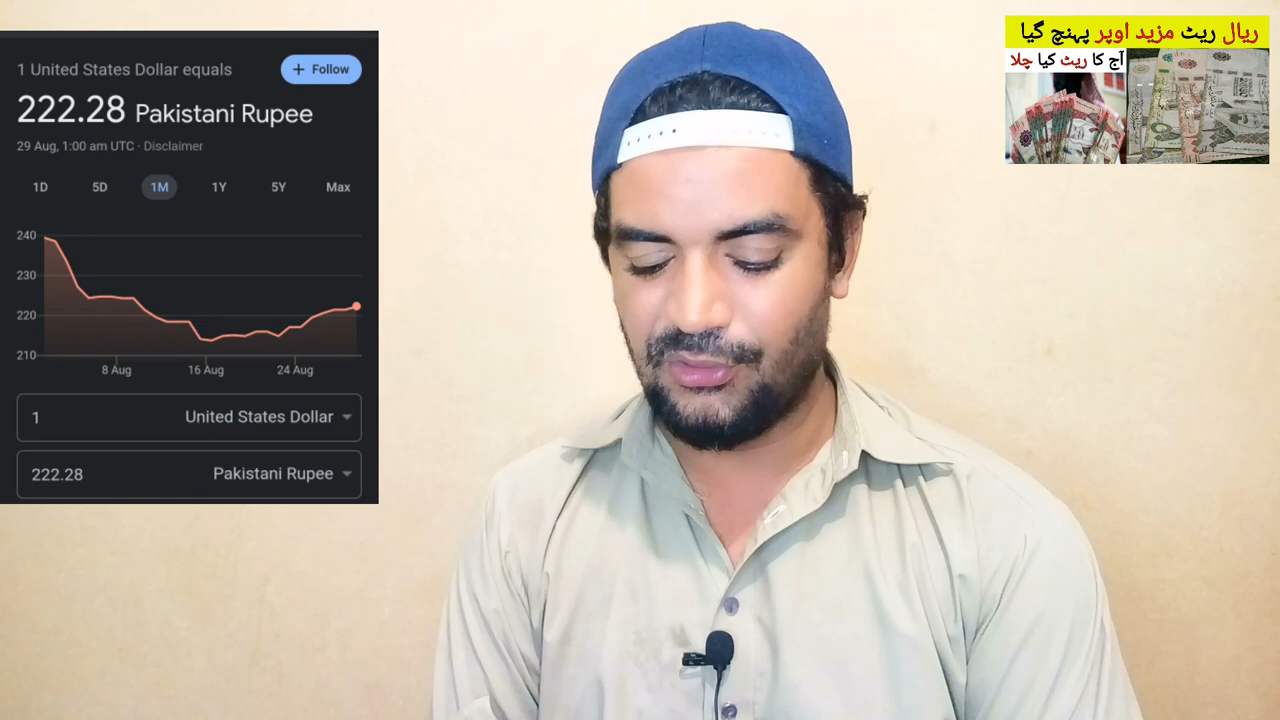 1 United States Dollar equals
+ Follow
222.28 Pakistani Rupee
29 Aug, 1:00 am UTC · Disclaimer
1D 5D 1M 1Y 5Y Max
240
230
220
210
8 Aug 16 Aug 24 Aug
1 United States Dollar
222.28 Pakistani Rupee
ریال ریٹ مزید اوپر پہنچ گیا
آج کا ریٹ کیا چلا